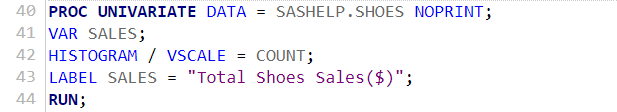 40 PROC UNIVARIATE DATA = SASHELP.SHOES NOPRINT;
41 VAR SALES;
42 HISTOGRAM / VSCALE = COUNT;
43 LABEL SALES = "Total Shoes Sales($)";
44 RUN;